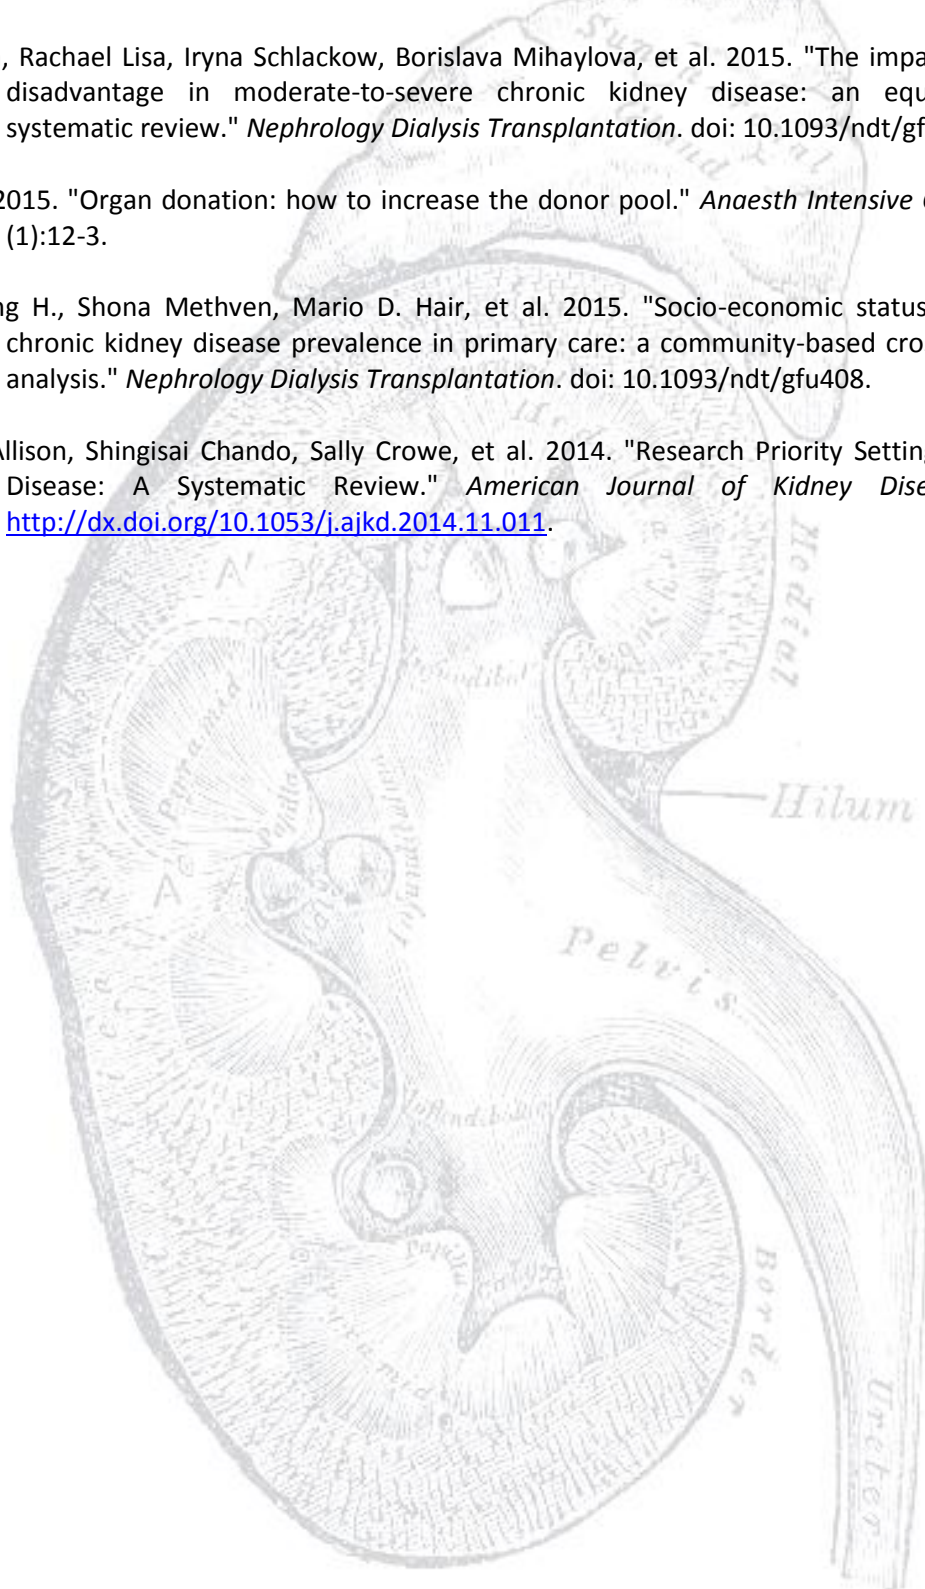 , Rachael Lisa, Iryna Schlackow, Borislava Mihaylova, et al. 2015. "The impa
disadvantage in moderate-to-severe chronic kidney disease: an equ
systematic review." Nephrology Dialysis Transplantation. doi: 10.1093/ndt/gf
2015. "Organ donation: how to increase the donor pool." Anaesth Intensive
(1):12-3.
ng H., Shona Methven, Mario D. Hair, et al. 2015. "Socio-economic status
chronic kidney disease prevalence in primary care: a community-based cro
analysis." Nephrology Dialysis Transplantation. doi: 10.1093/ndt/gfu408.
Allison, Shingisai Chando, Sally Crowe, et al. 2014. "Research Priority Setting
Disease: A Systematic Review." American Journal of Kidney Dise
http://dx.doi.org/10.1053/j.ajkd.2014.11.011.
A'
Medial
Pyramid
Papilla
Hilum
A
Pelvis
Border
Papilla
Ureter